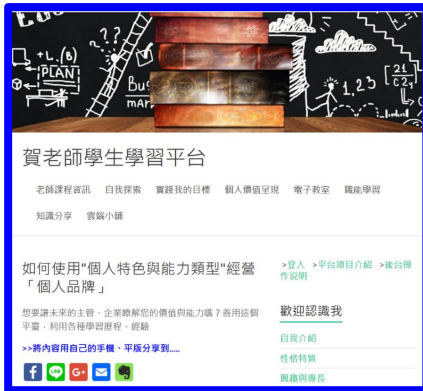 +L.(B)
PLAN
??
Bus
mar
1,23
賀老師學生學習平台
老師課程資訊 自我探索 實踐我的目標 個人價值呈現 電子教室 職能學習
知識分享 雲端小舖
如何使用"個人特色與能力類型"經營
「個人品牌」
想要讓未來的主管、企業瞭解您的價值與能力嗎?善用這個
平臺,利用各種學習歷程、經驗
>>將內容用自己的手機、平版分享到.....
f LINE G+
>登入 >平台項目介紹 >後台操
作說明
歡迎認識我
自我介紹
性格特質
興趣與專長